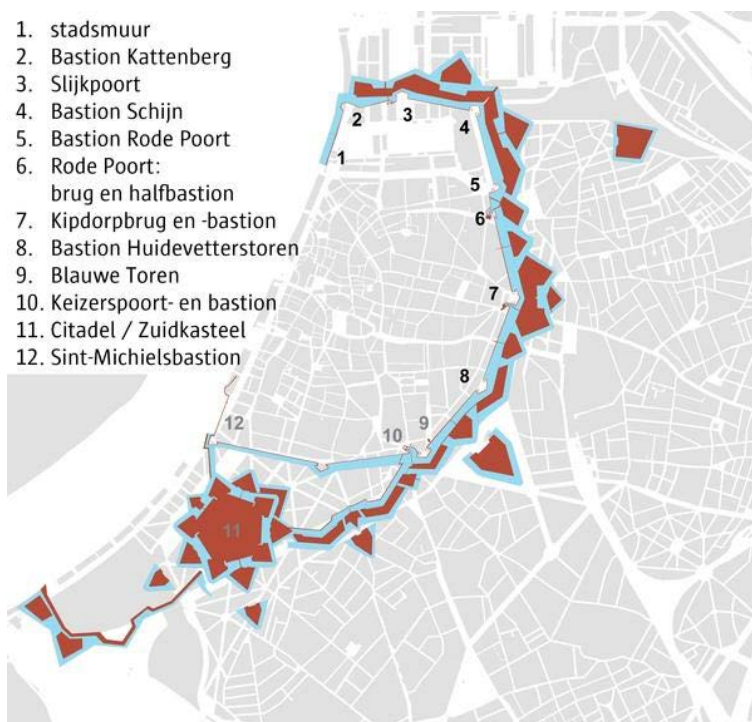 1. stadsmuur
2. Bastion Kattenberg
3. Slijkpoort
4. Bastion Schijn
5. Bastion Rode Poort
6. Rode Poort:
brug en halfbastion
7. Kipdorpbrug en -bastion
8. Bastion Huidevetterstoren
9. Blauwe Toren
10. Keizerspoort- en bastion
11. Citadel / Zuidkasteel
12. Sint-Michielsbastion
2
3
4
1
5
6
7
8
12
9
10
11